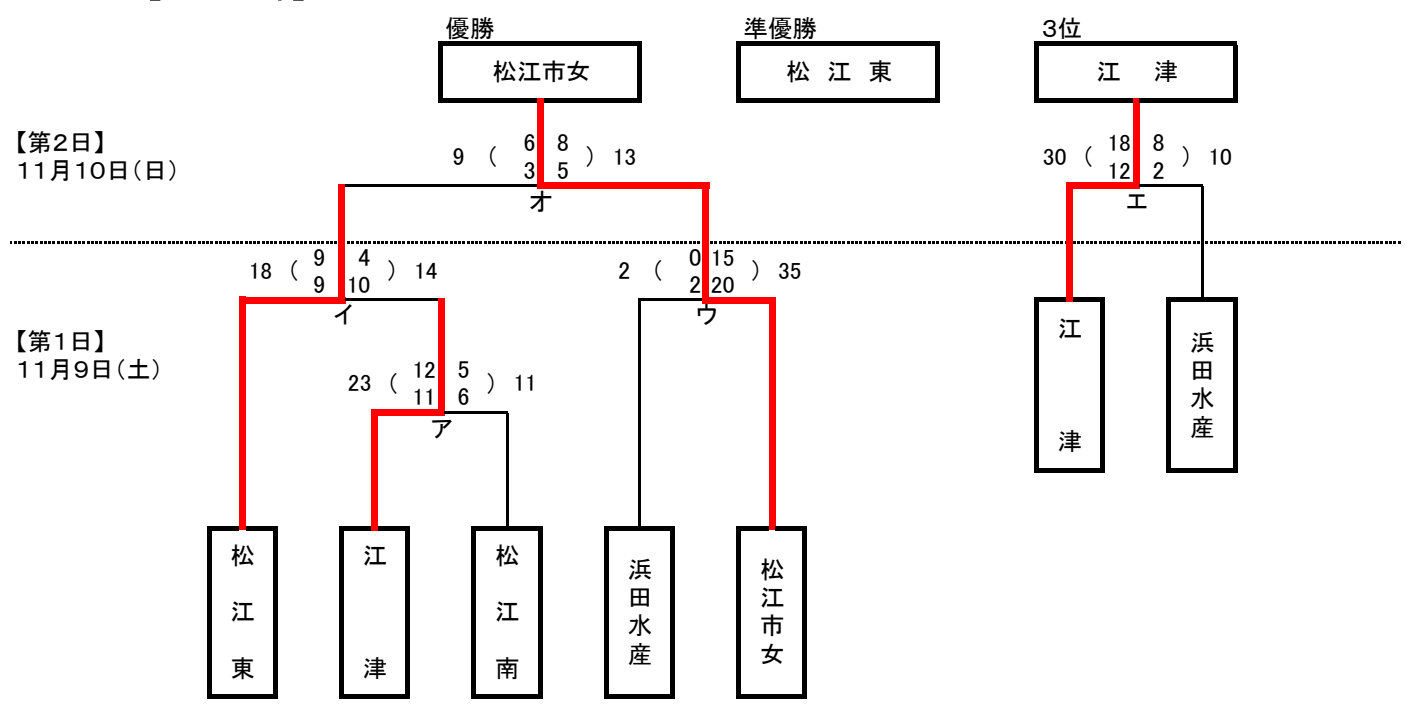 優勝
準優勝
3位
松江市女
松 江 東
江 津
【第2日】
11月10日(日)
9 ( 6 8 ) 13
3 5
オ
30 ( 18 8 ) 10
12 2
エ
18 ( 9 4 ) 14
9 10
イ
2 ( 0 15 ) 35
2 20
ウ
【第1日】
11月9日(土)
23 ( 12 5 ) 11
11 6
ア
江津
浜田水産
松江東
江津
松江南
浜田水産
松江市女